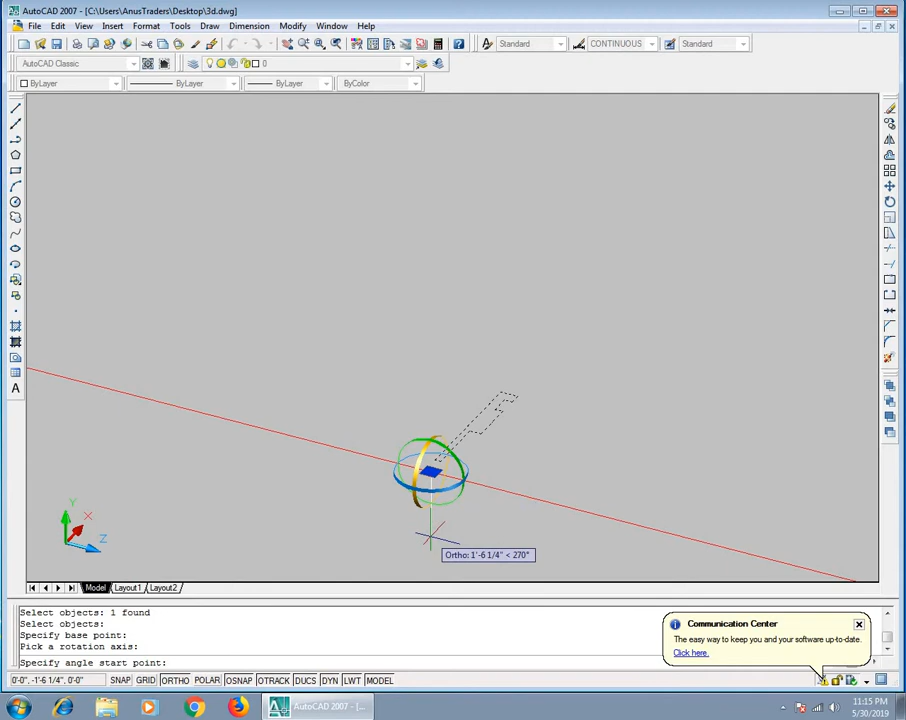 AutoCAD 2007 - [C:\Users\AnusTraders\Desktop\3d.dwg]
File Edit View Insert Format Tools Draw Dimension Modify Window Help
Standard CONTINUOUS Standard
AutoCAD Classic 0
ByLayer ByLayer ByLayer ByColor
A
Y
X
Z
Ortho: 1'-6 1/4" < 270°
Model Layout1 Layout2
Select objects: 1 found
Select objects:
Specify base point:
Pick a rotation axis:
Specify angle start point:
Communication Center
The easy way to keep you and your software up-to-date.
Click here.
0'-0", -1'-6 1/4", 0'-0" SNAP GRID ORTHO POLAR OSNAP OTRACK DUCS DYN LWT MODEL
AutoCAD 2007 - [...
11:15 PM
5/30/2019